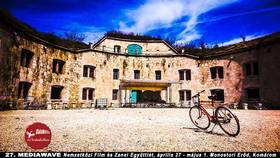 27. MEDIAWAVE Nemzetközi Film és Zenei Együttlét, április 27 - május 1. Monostori Erőd, Komárom